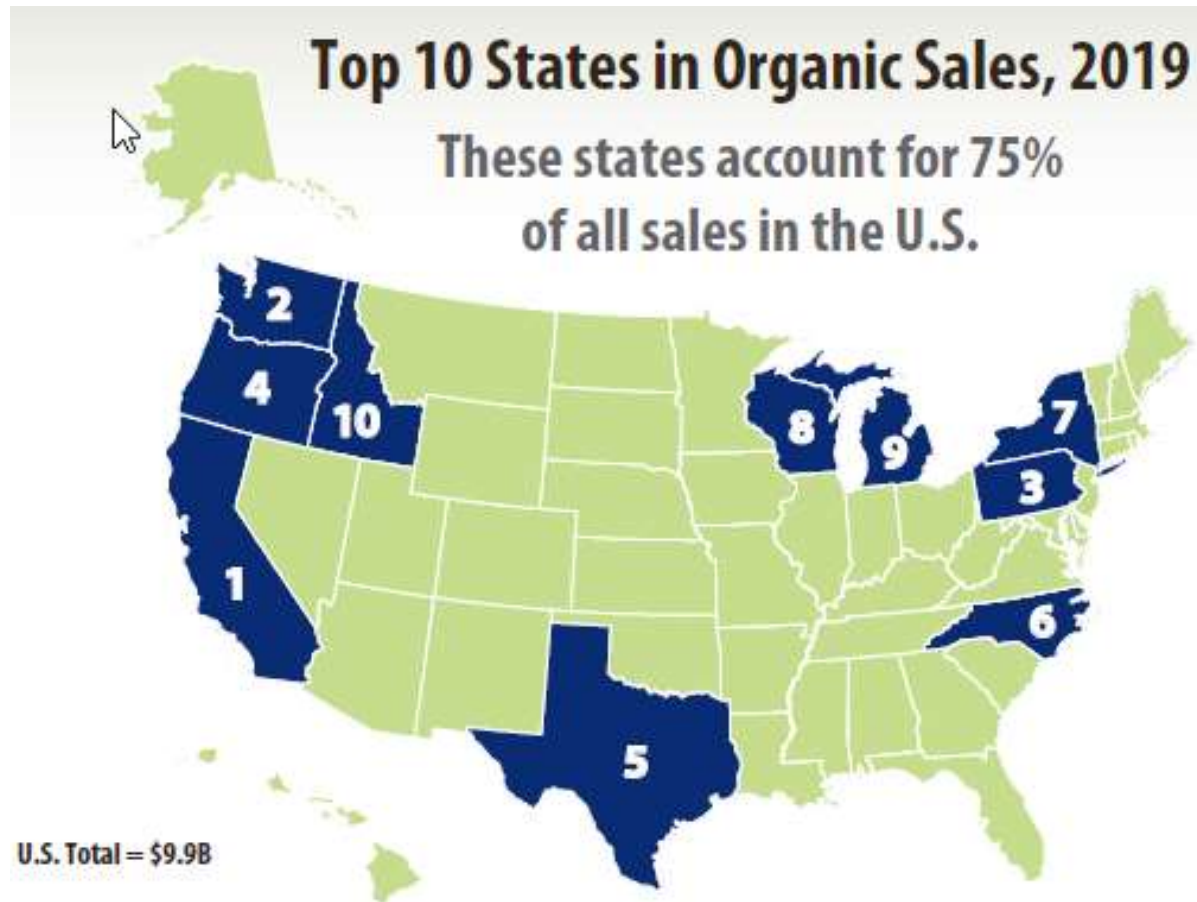 Top 10 States in Organic Sales, 2019
These states account for 75%
of all sales in the U.S.
2
4
10
8
9
7
3
1
6
5
U.S. Total = $9.9B